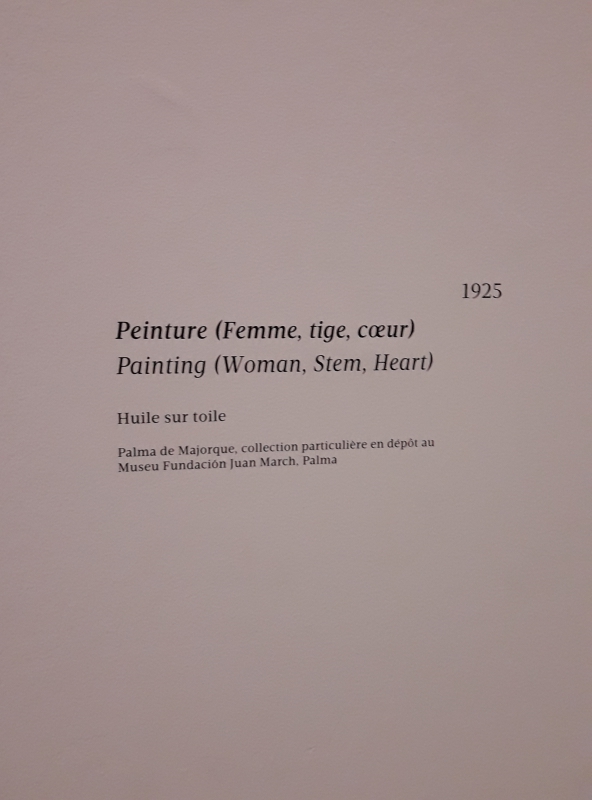 1925
Peinture (Femme, tige, cœur)
Painting (Woman, Stem, Heart)
Huile sur toile
Palma de Majorque, collection particulière en dépôt au
Museu Fundación Juan March, Palma